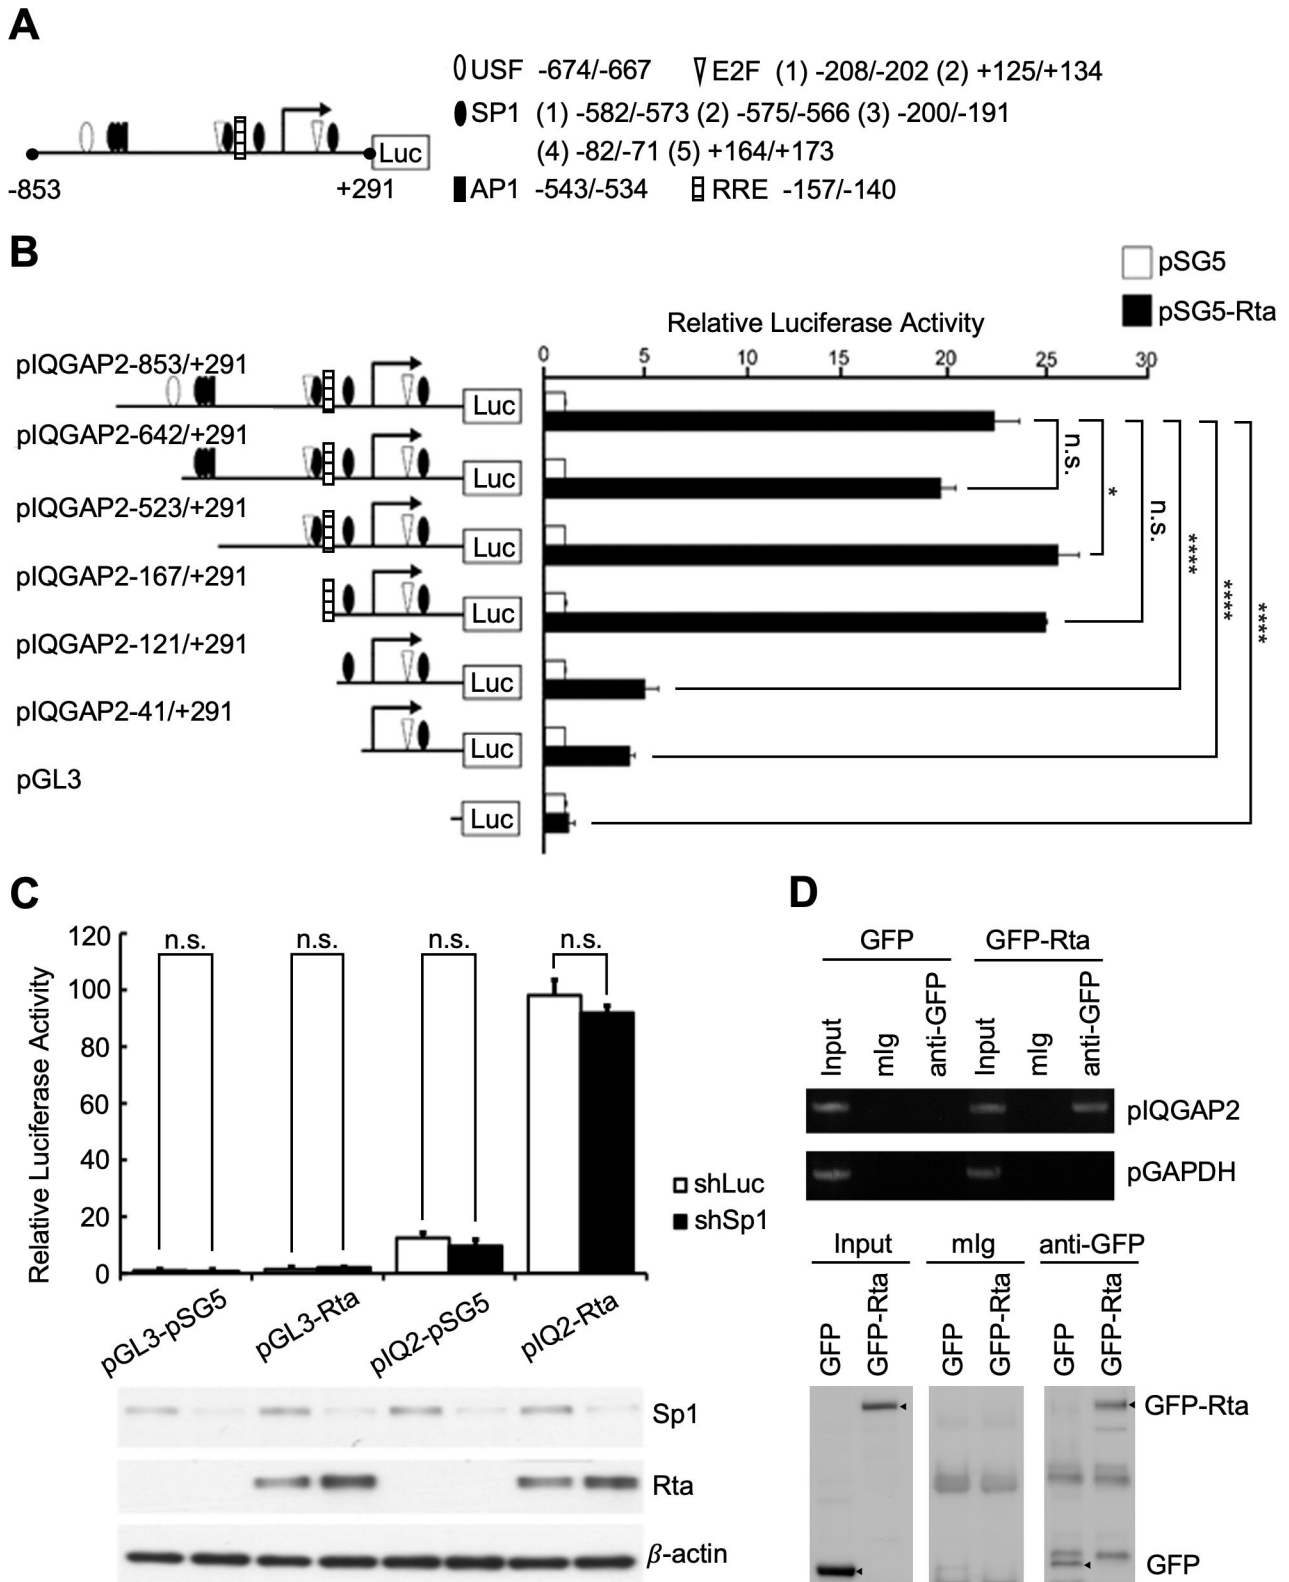 A
USF -674/-667 E2F (1) -208/-202 (2) +125/+134
SP1 (1) -582/-573 (2) -575/-566 (3) -200/-191
(4) -82/-71 (5) +164/+173
AP1 -543/-534 RRE -157/-140
Luc
-853 +291
B
pSG5
pSG5-Rta
Relative Luciferase Activity
0 5 10 15 20 25 30
pIQGAP2-853/+291
Luc
pIQGAP2-642/+291
Luc
pIQGAP2-523/+291
Luc
pIQGAP2-167/+291
Luc
pIQGAP2-121/+291
Luc
pIQGAP2-41/+291
Luc
pGL3
Luc
n.s.
*
n.s.
****
****
****
C
Relative Luciferase Activity
120
100
80
60
40
20
0
n.s. n.s. n.s. n.s.
shLuc
shSp1
pGL3-pSG5 pGL3-Rta pIQ2-pSG5 pIQ2-Rta
Sp1
Rta
β-actin
D
GFP GFP-Rta
Input mIg anti-GFP Input mIg anti-GFP
pIQGAP2
pGAPDH
Input mIg anti-GFP
GFP GFP-Rta GFP GFP-Rta GFP GFP-Rta
GFP-Rta
GFP